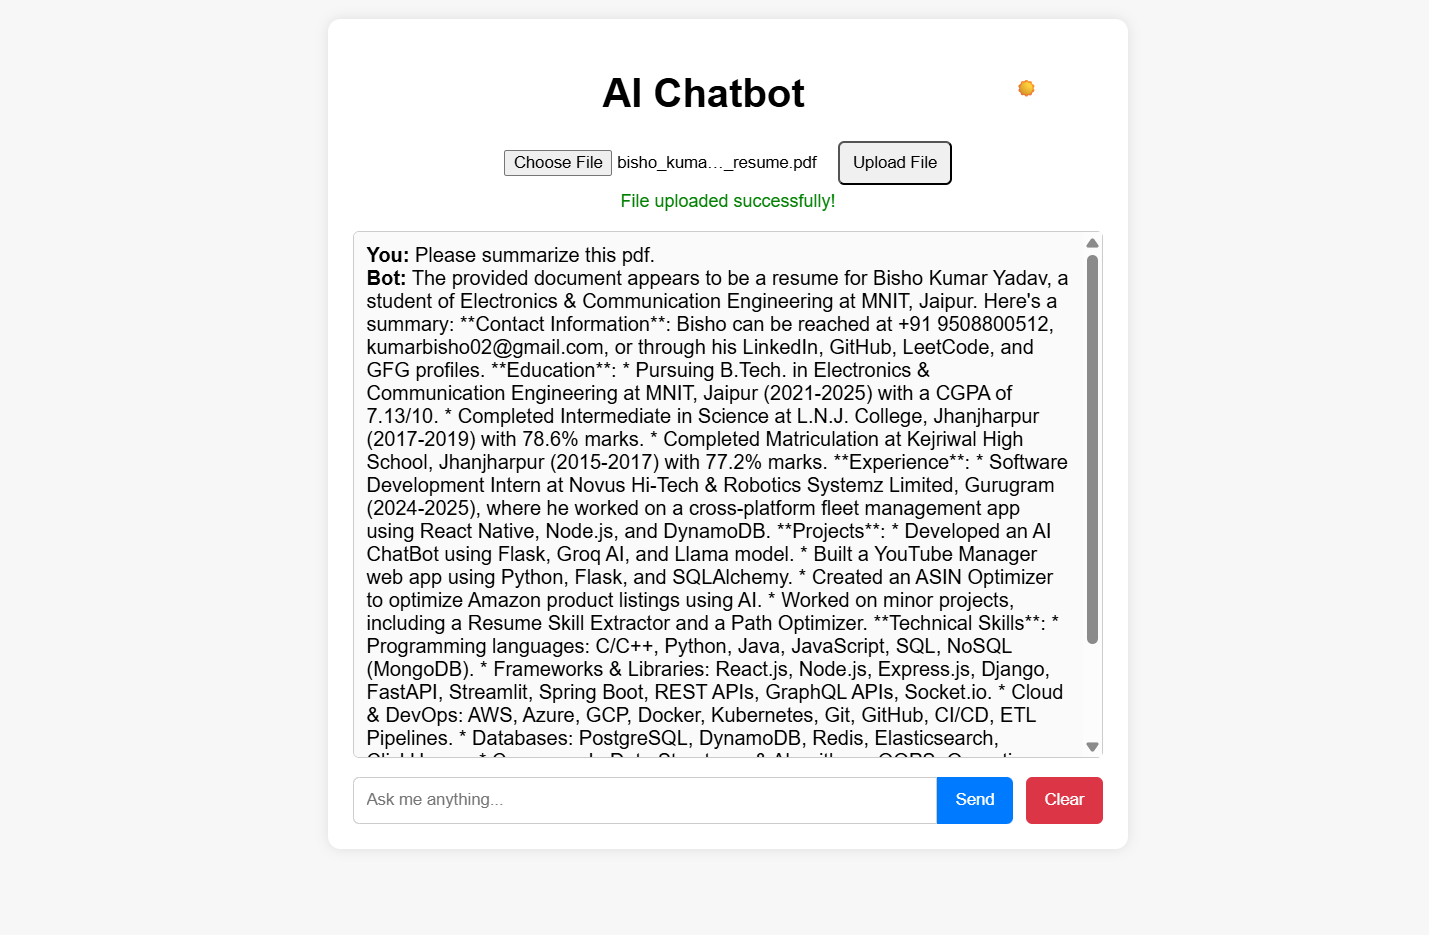 AI Chatbot
Choose File bisho_kuma…_resume.pdf Upload File
File uploaded successfully!
You: Please summarize this pdf.
Bot: The provided document appears to be a resume for Bisho Kumar Yadav, a
student of Electronics & Communication Engineering at MNIT, Jaipur. Here's a
summary: **Contact Information**: Bisho can be reached at +91 9508800512,
kumarbisho02@gmail.com, or through his LinkedIn, GitHub, LeetCode, and
GFG profiles. **Education**: * Pursuing B.Tech. in Electronics &
Communication Engineering at MNIT, Jaipur (2021-2025) with a CGPA of
7.13/10. * Completed Intermediate in Science at L.N.J. College, Jhanjharpur
(2017-2019) with 78.6% marks. * Completed Matriculation at Kejriwal High
School, Jhanjharpur (2015-2017) with 77.2% marks. **Experience**: * Software
Development Intern at Novus Hi-Tech & Robotics Systemz Limited, Gurugram
(2024-2025), where he worked on a cross-platform fleet management app
using React Native, Node.js, and DynamoDB. **Projects**: * Developed an AI
ChatBot using Flask, Groq AI, and Llama model. * Built a YouTube Manager
web app using Python, Flask, and SQLAlchemy. * Created an ASIN Optimizer
to optimize Amazon product listings using AI. * Worked on minor projects,
including a Resume Skill Extractor and a Path Optimizer. **Technical Skills**: *
Programming languages: C/C++, Python, Java, JavaScript, SQL, NoSQL
(MongoDB). * Frameworks & Libraries: React.js, Node.js, Express.js, Django,
FastAPI, Streamlit, Spring Boot, REST APIs, GraphQL APIs, Socket.io. * Cloud
& DevOps: AWS, Azure, GCP, Docker, Kubernetes, Git, GitHub, CI/CD, ETL
Pipelines. * Databases: PostgreSQL, DynamoDB, Redis, Elasticsearch,
Ask me anything... Send Clear